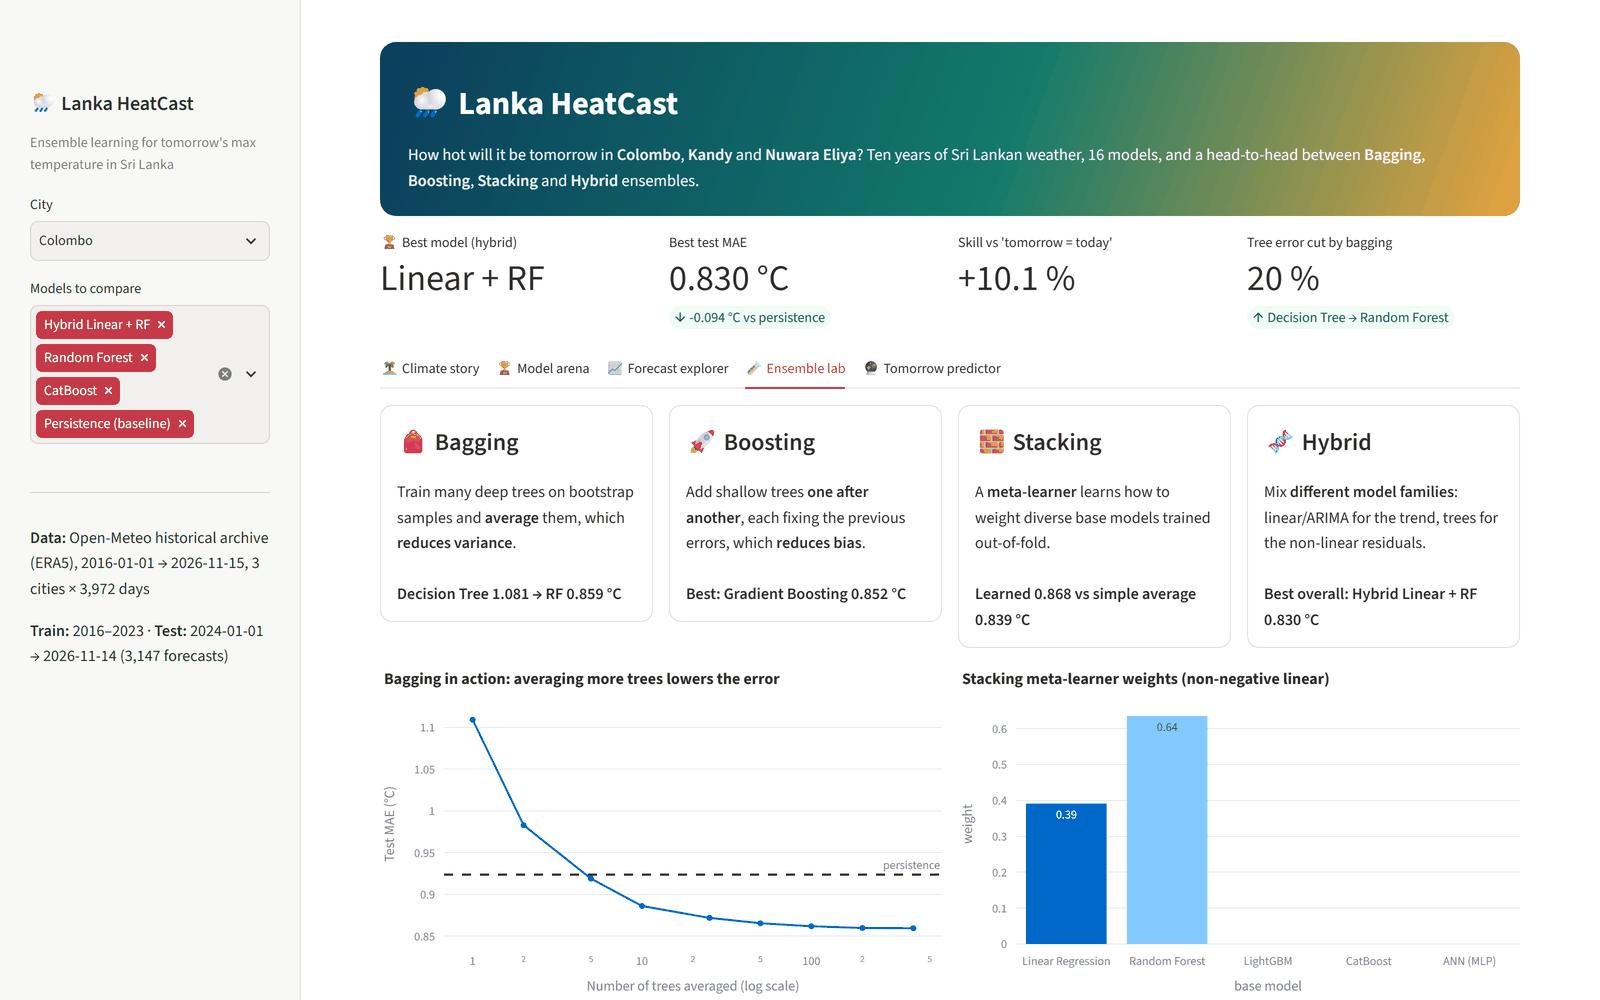 Lanka HeatCast
Ensemble learning for tomorrow's max
temperature in Sri Lanka
City
Colombo
Models to compare
Hybrid Linear + RF ×
Random Forest ×
CatBoost ×
Persistence (baseline) ×
Data: Open-Meteo historical archive
(ERA5), 2016-01-01 → 2026-11-15, 3
cities × 3,972 days
Train: 2016–2023 · Test: 2024-01-01
→ 2026-11-14 (3,147 forecasts)
Lanka HeatCast
How hot will it be tomorrow in Colombo, Kandy and Nuwara Eliya? Ten years of Sri Lankan weather, 16 models, and a head-to-head between Bagging,
Boosting, Stacking and Hybrid ensembles.
Best model (hybrid)
Linear + RF
Best test MAE
0.830 °C
↓ -0.094 °C vs persistence
Skill vs 'tomorrow = today'
+10.1 %
Tree error cut by bagging
20 %
↑ Decision Tree → Random Forest
Climate story
Model arena
Forecast explorer
Ensemble lab
Tomorrow predictor
Bagging
Train many deep trees on bootstrap
samples and average them, which
reduces variance.
Decision Tree 1.081 → RF 0.859 °C
Boosting
Add shallow trees one after
another, each fixing the previous
errors, which reduces bias.
Best: Gradient Boosting 0.852 °C
Stacking
A meta-learner learns how to
weight diverse base models trained
out-of-fold.
Learned 0.868 vs simple average
0.839 °C
Hybrid
Mix different model families:
linear/ARIMA for the trend, trees for
the non-linear residuals.
Best overall: Hybrid Linear + RF
0.830 °C
Bagging in action: averaging more trees lowers the error
Test MAE (°C)
1.1
1.05
1
0.95
0.9
0.85
persistence
1 2 5 10 2 5 100 2 5
Number of trees averaged (log scale)
Stacking meta-learner weights (non-negative linear)
weight
0.6
0.5
0.4
0.3
0.2
0.1
0
0.39
0.64
Linear Regression Random Forest LightGBM CatBoost ANN (MLP)
base model